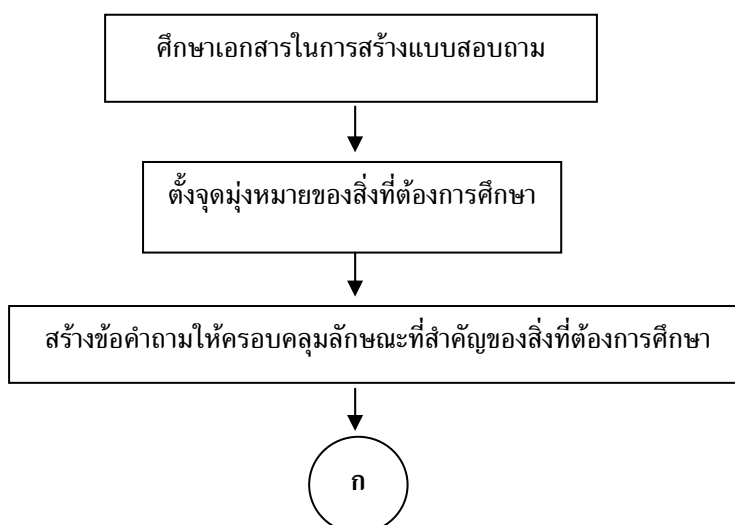 ศึกษาเอกสารในการสร้างแบบสอบถาม
ตั้งจุดมุ่งหมายของสิ่งที่ต้องการศึกษา
สร้างข้อคำถามให้ครอบคลุมลักษณะที่สำคัญของสิ่งที่ต้องการศึกษา
ก